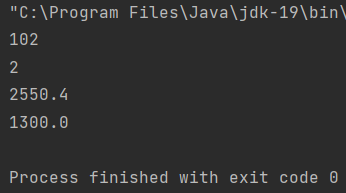 "C:\Program Files\Java\jdk-19\bin\
102
2
2550.4
1300.0
Process finished with exit code 0